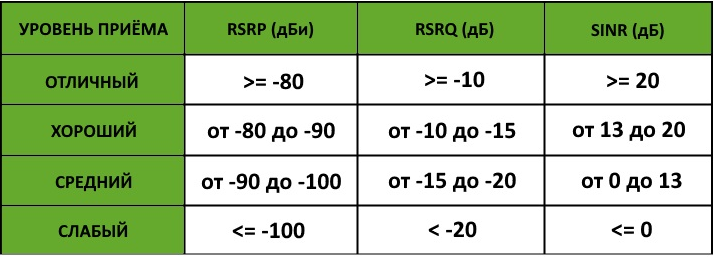 УРОВЕНЬ ПРИЁМА RSRP (дБи) RSRQ (дБ) SINR (дБ)
ОТЛИЧНЫЙ >= -80 >= -10 >= 20
ХОРОШИЙ от -80 до -90 от -10 до -15 от 13 до 20
СРЕДНИЙ от -90 до -100 от -15 до -20 от 0 до 13
СЛАБЫЙ <= -100 < -20 <= 0